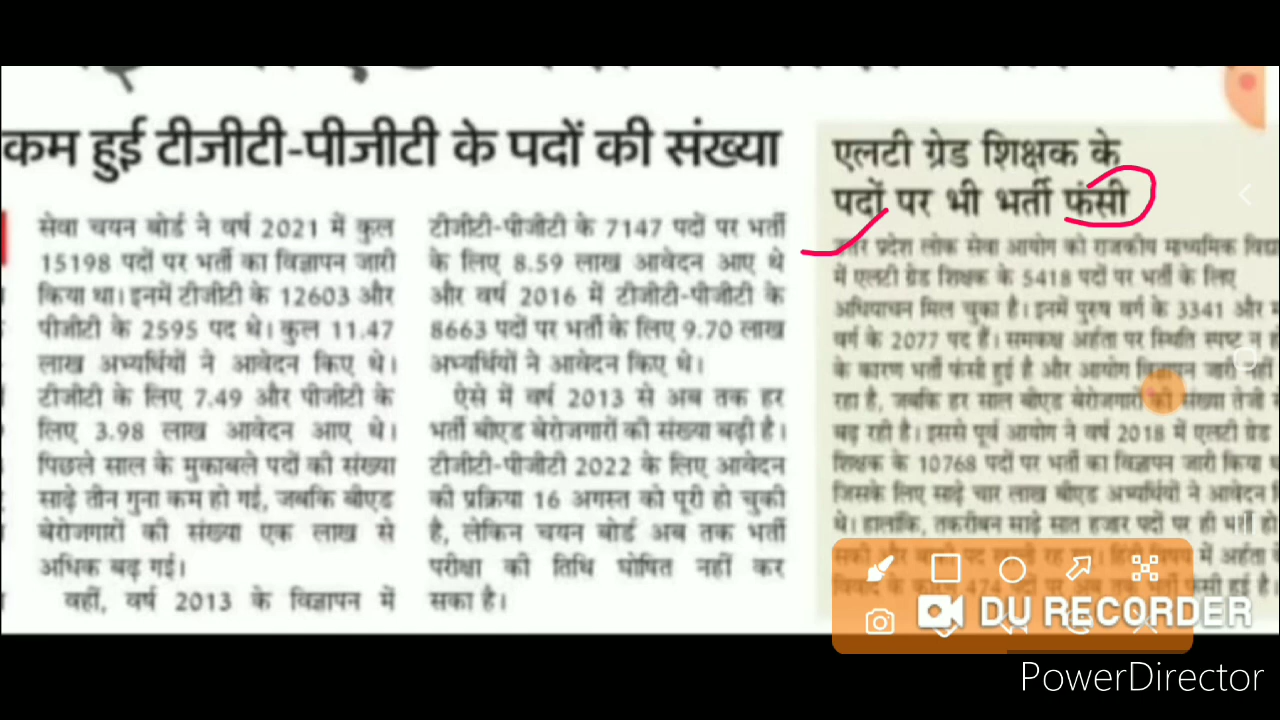 कम हुई टीजीटी-पीजीटी के पदों की संख्या
सेवा चयन बोर्ड ने वर्ष 2021 में कुल
15198 पदों पर भर्ती का विज्ञापन जारी
किया था। इनमें टीजीटी के 12603 और
पीजीटी के 2595 पद थे। कुल 11.47
लाख अभ्यर्थियों ने आवेदन किए थे।
टीजीटी के लिए 7.49 और पीजीटी के
लिए 3.98 लाख आवेदन आए थे।
पिछले साल के मुकाबले पदों की संख्या
साढ़े तीन गुना कम हो गई, जबकि बीएड
बेरोजगारों की संख्या एक लाख से
अधिक बढ़ गई।
वहीं, वर्ष 2013 के विज्ञापन में
टीजीटी-पीजीटी के 7147 पदों पर भर्ती
के लिए 8.59 लाख आवेदन आए थे
और वर्ष 2016 में टीजीटी-पीजीटी के
8663 पदों पर भर्ती के लिए 9.70 लाख
अभ्यर्थियों ने आवेदन किए थे।
ऐसे में वर्ष 2013 से अब तक हर
भर्ती बीएड बेरोजगारों की संख्या बढ़ी है।
टीजीटी-पीजीटी 2022 के लिए आवेदन
की प्रक्रिया 16 अगस्त को पूरी हो चुकी
है, लेकिन चयन बोर्ड अब तक भर्ती
परीक्षा की तिथि घोषित नहीं कर
सका है।
एलटी ग्रेड शिक्षक के
पदों पर भी भर्ती फंसी
प्रदेश लोक सेवा आयोग को राजकीय माध्यमिक
में एलटी ग्रेड शिक्षक के 5418 पदों पर भर्ती के लिए
अधियाचन मिल चुका है। इनमें पुरुष वर्ग के 3341 और
वर्ग के 2077 पद हैं। समकक्ष अर्हता पर स्थिति स्पष्ट न
के कारण भर्ती फंसी हुई है और आयोग विज्ञापन जारी नहीं
रहा है, जबकि हर साल बीएड बेरोजगारों की संख्या तेजी
बढ़ रही है। इससे पूर्व आयोग ने वर्ष 2018 में एलटी ग्रेड
शिक्षक के 10768 पदों पर भर्ती का विज्ञापन जारी किया
जिसके लिए साढ़े चार लाख बीएड अभ्यर्थियों ने आवेदन
थे। हालांकि, तकरीबन साढ़े सात हजार पदों पर ही भर्ती हो
में अर्हता
फंसी हुई है।
DU RECORDER
PowerDirector